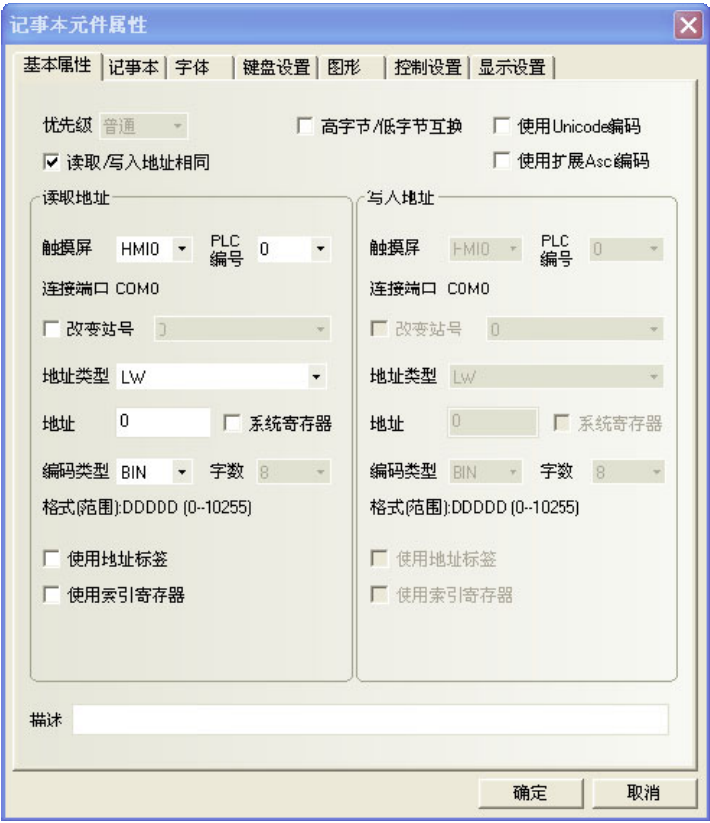 记事本元件属性
基本属性 记事本 字体 键盘设置 图形 控制设置 显示设置
优先级 普通 高字节/低字节互换 使用Unicode编码
读取/写入地址相同 使用扩展Ascii编码
读取地址
触摸屏 HMI0 PLC编号 0
连接端口 COM0
改变站号 0
地址类型 LW
地址 0 系统寄存器
编码类型 BIN 字数 8
格式(范围):DDDDD (0--10255)
使用地址标签
使用索引寄存器
写入地址
触摸屏 HMI0 PLC编号 0
连接端口 COM0
改变站号 0
地址类型 LW
地址 0 系统寄存器
编码类型 BIN 字数 8
格式(范围):DDDDD (0--10255)
使用地址标签
使用索引寄存器
描述
确定 取消